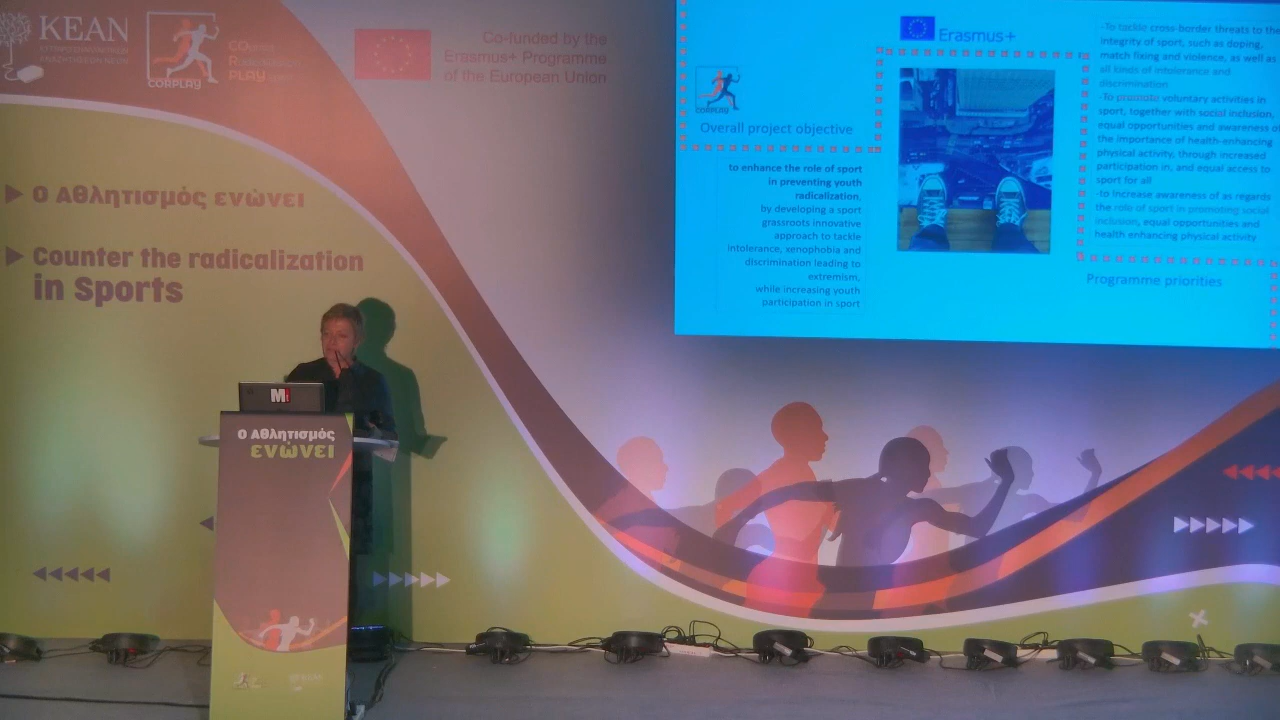 KEAN
CORPLAY
COunter
Radicalization
PLAY
Co-funded by the
Erasmus+ Programme
of the European Union
Ο Αθλητισμός ενώνει
Counter the radicalization
in Sports
M
Ο Αθλητισμός
ενώνει
CORPLAY
Overall project objective
to enhance the role of sport
in preventing youth
radicalization,
by developing a sport
grassroots innovative
approach to tackle
intolerance, xenophobia and
discrimination leading to
extremism,
while increasing youth
participation in sport
Erasmus+
-To tackle cross-border threats to the
integrity of sport, such as doping,
match fixing and violence, as well as
all kinds of intolerance and
discrimination
-To promote voluntary activities in
sport, together with social inclusion,
equal opportunities and awareness of
the importance of health-enhancing
physical activity, through increased
participation in, and equal access to
sport for all
-to increase awareness of as regards
the role of sport in promoting social
inclusion, equal opportunities and
health enhancing physical activity
Programme priorities